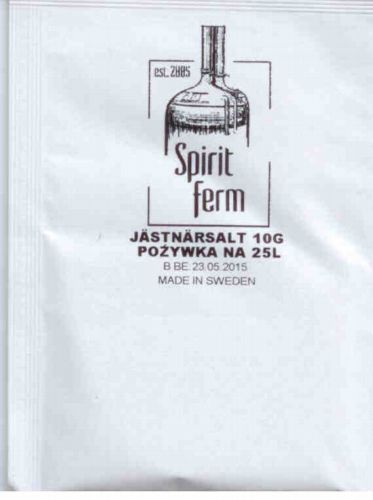 est. 2005
Spirit
ferm
JÄSTNÄRSALT 10G
POŻYWKA NA 25L
B BE: 23.05.2015
MADE IN SWEDEN